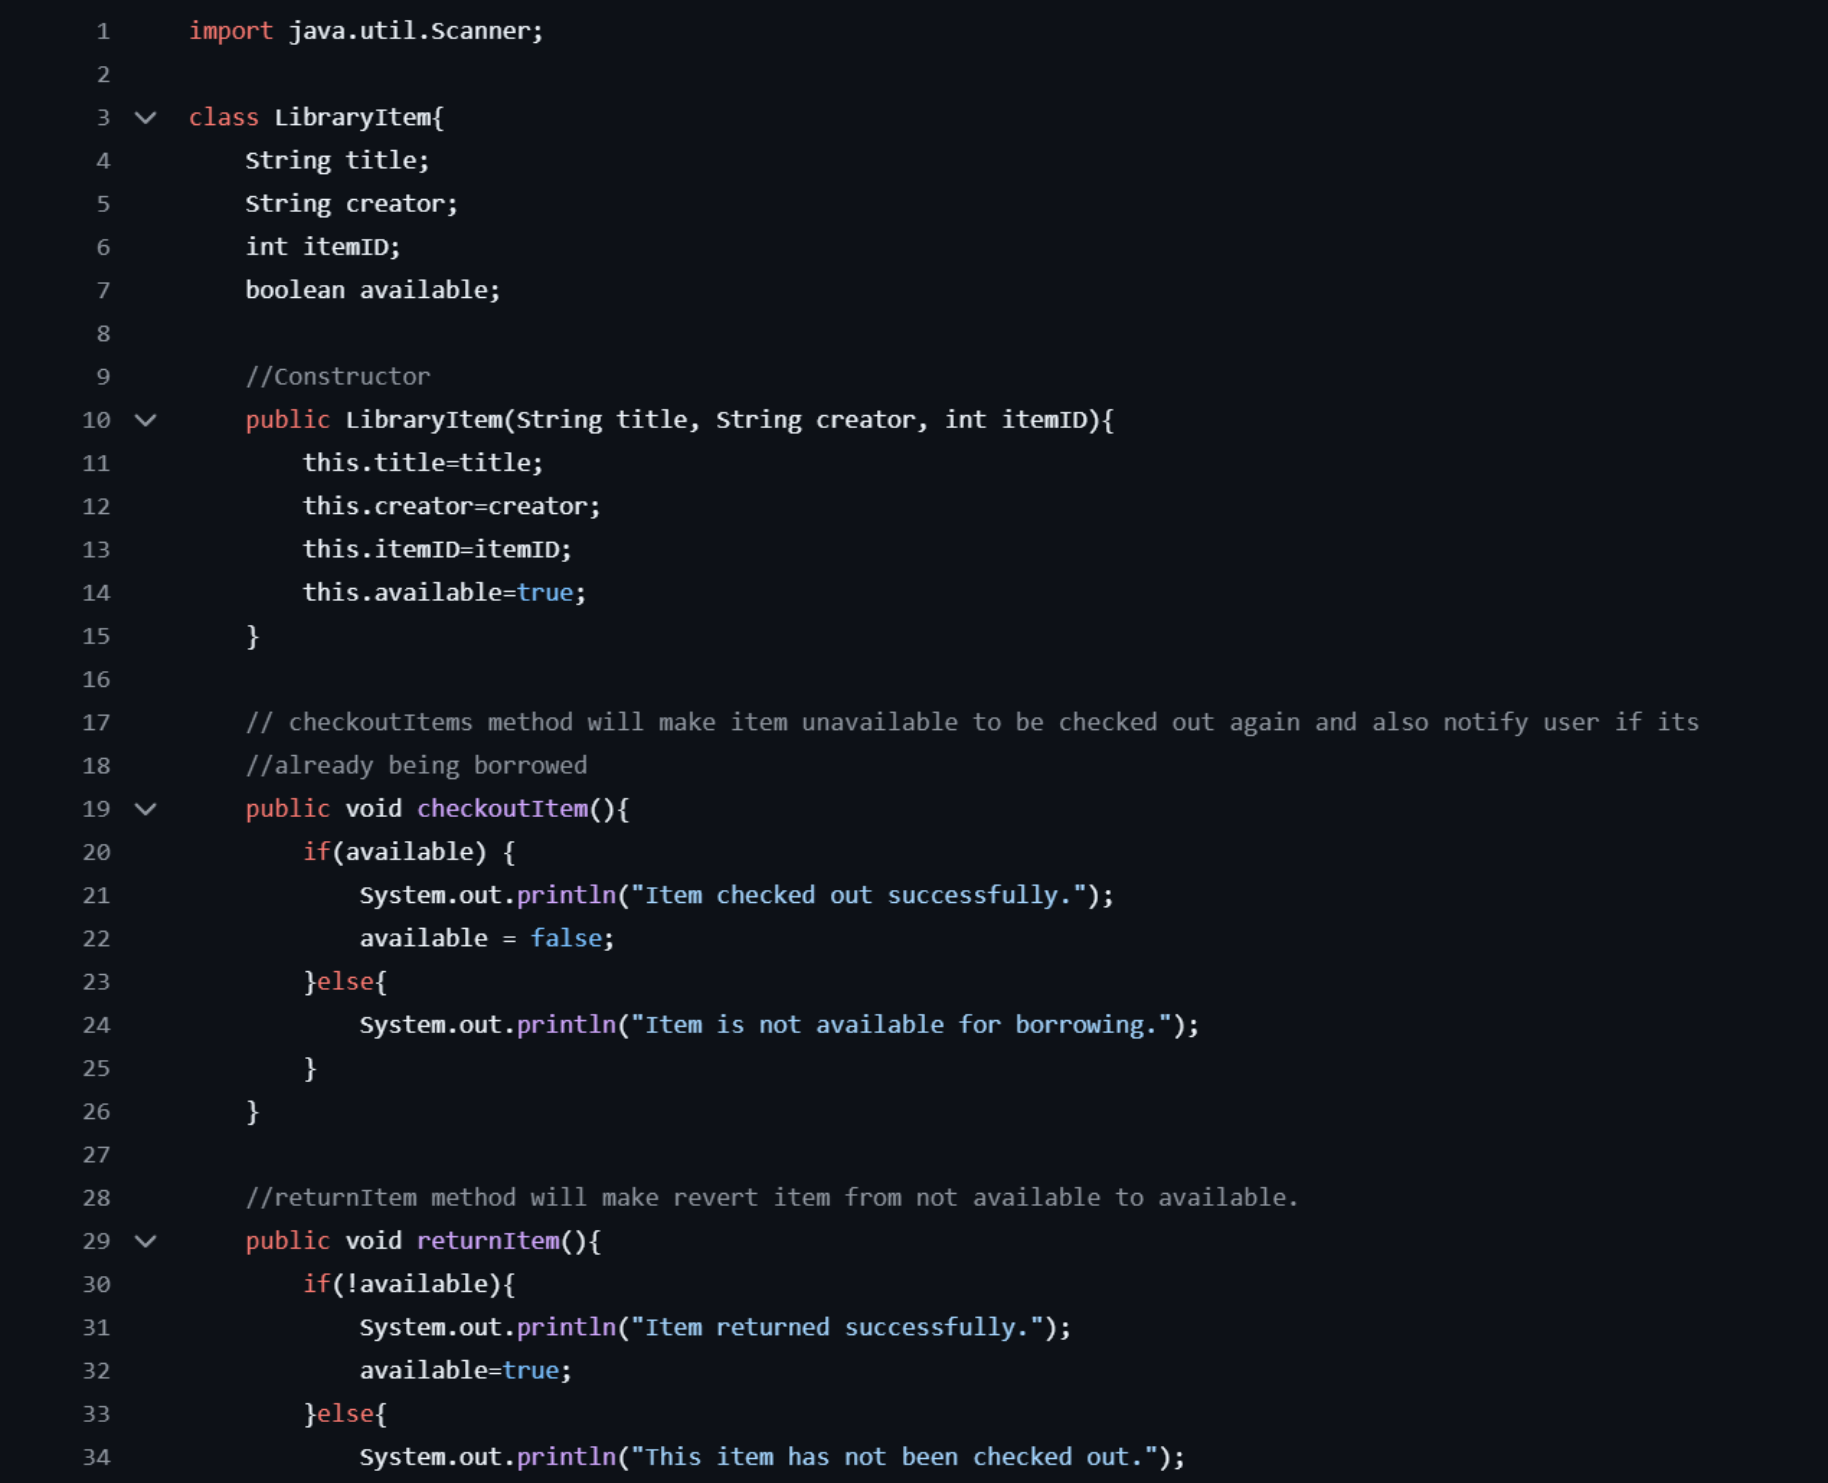 1 import java.util.Scanner;
2
3 class LibraryItem{
4 String title;
5 String creator;
6 int itemID;
7 boolean available;
8
9 //Constructor
10 public LibraryItem(String title, String creator, int itemID){
11 this.title=title;
12 this.creator=creator;
13 this.itemID=itemID;
14 this.available=true;
15 }
16
17 // checkoutItems method will make item unavailable to be checked out again and also notify user if its
18 //already being borrowed
19 public void checkoutItem(){
20 if(available) {
21 System.out.println("Item checked out successfully.");
22 available = false;
23 }else{
24 System.out.println("Item is not available for borrowing.");
25 }
26 }
27
28 //returnItem method will make revert item from not available to available.
29 public void returnItem(){
30 if(!available){
31 System.out.println("Item returned successfully.");
32 available=true;
33 }else{
34 System.out.println("This item has not been checked out.");